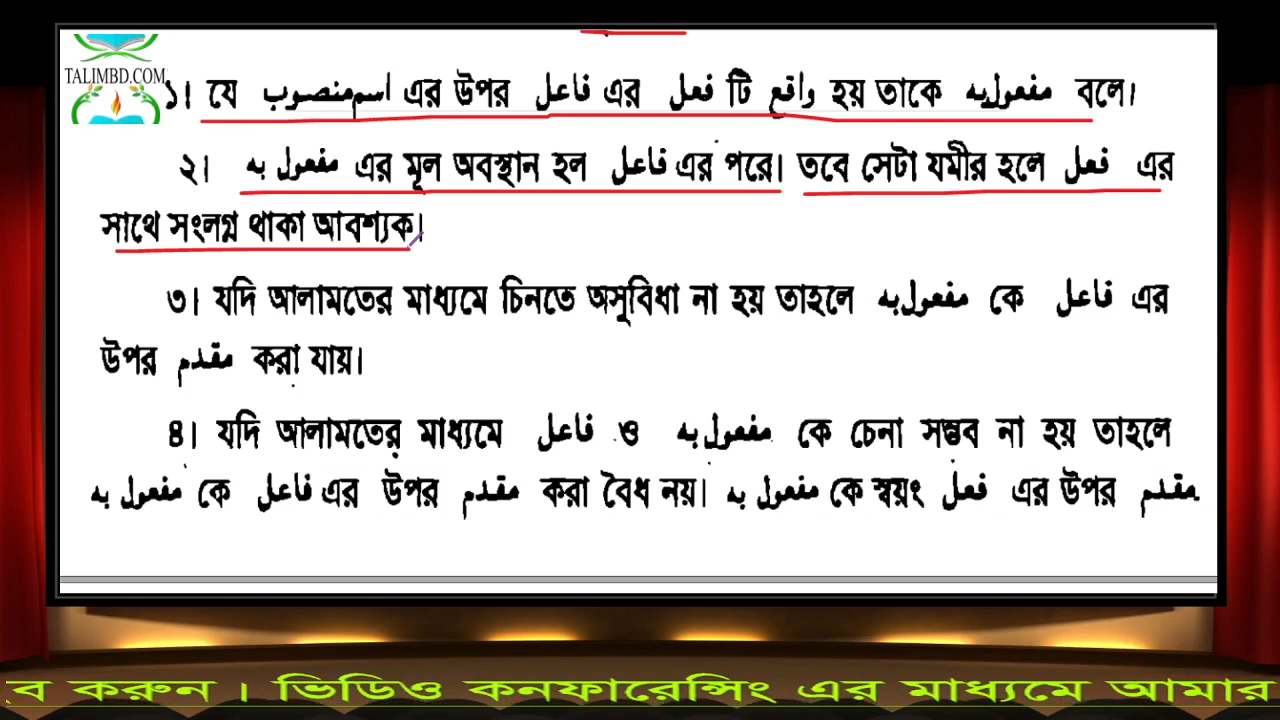 TALIMBD.COM
১। যে اسم منصوب এর উপর فاعل এর فعل টি واقع হয় তাকে مفعول به বলে।
২। مفعول به এর মূল অবস্থান হল فاعل এর পরে। তবে সেটা যমীর হলে فعل এর
সাথে সংলগ্ন থাকা আবশ্যক।
৩। যদি আলামতের মাধ্যমে চিনতে অসুবিধা না হয় তাহলে مفعول به কে فاعل এর
উপর مقدم করা যায়।
৪। যদি আলামতের মাধ্যমে فاعل ও مفعول به কে চেনা সম্ভব না হয় তাহলে
مفعول به কে فاعل এর উপর مقدم করা বৈধ নয়। مفعول به কে স্বয়ং فعل এর উপর مقدم
ব করুন । ভিডিও কনফারেন্সিং এর মাধ্যমে আমার